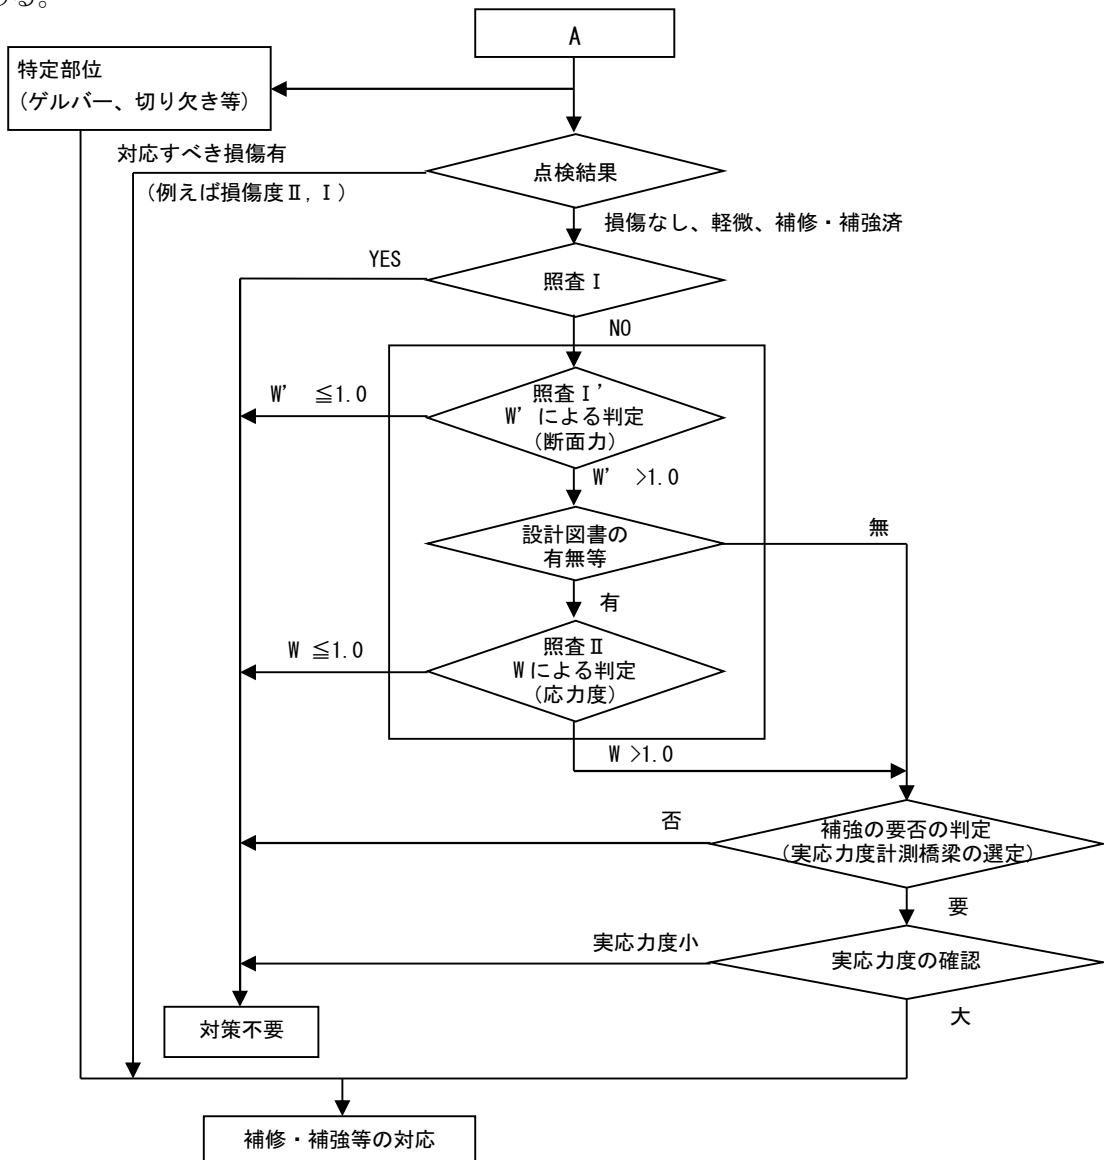 める。
A
特定部位
(ゲルバー、切り欠き等)
対応すべき損傷有
(例えば損傷度Ⅱ,Ⅰ)
点検結果
損傷なし、軽微、補修・補強済
YES
照査Ⅰ
NO
W' ≦1.0
照査Ⅰ'
W'による判定
(断面力)
W' >1.0
設計図書の
有無等
無
有
W ≦1.0
照査Ⅱ
Wによる判定
(応力度)
W >1.0
否
補強の要否の判定
(実応力度計測橋梁の選定)
要
実応力度小
実応力度の確認
大
対策不要
補修・補強等の対応